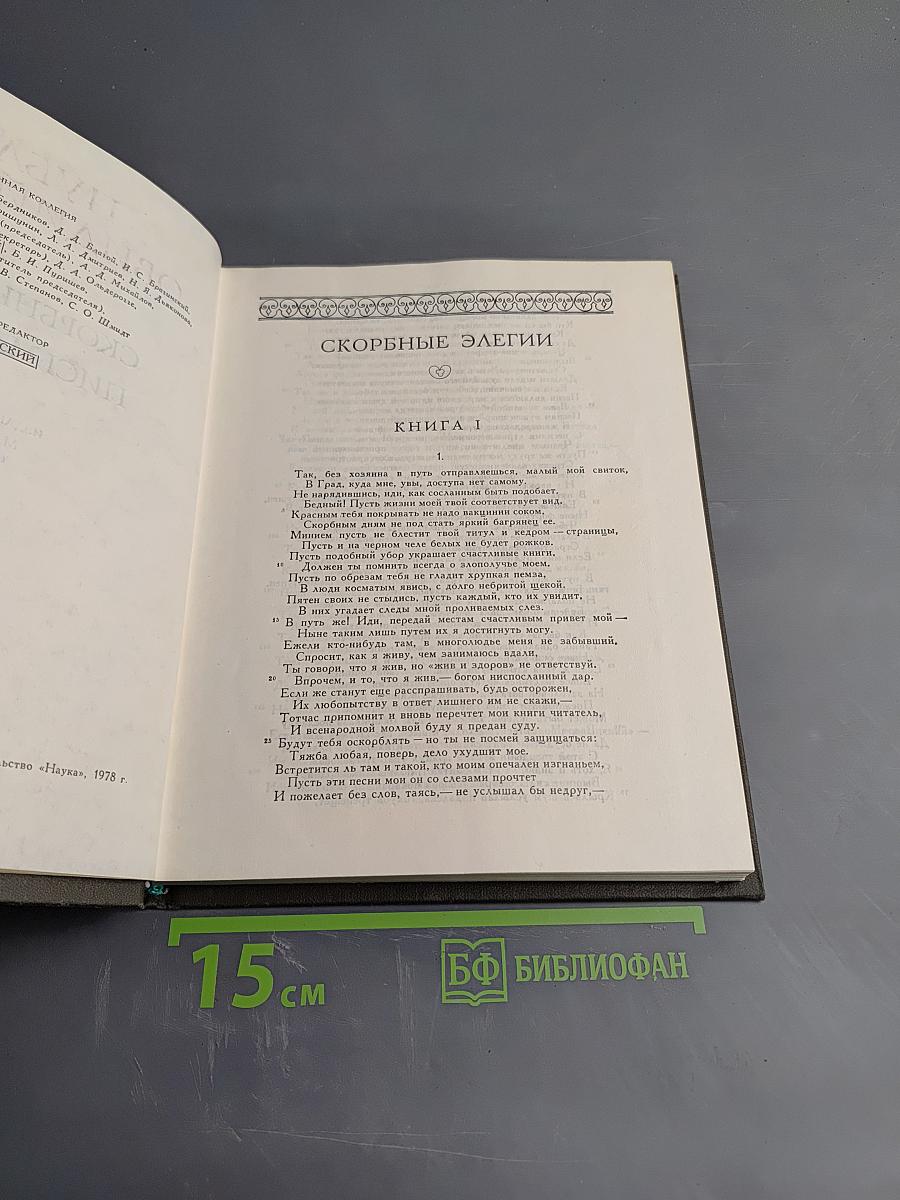 ННАЯ КОЛЛЕГИЯ
Бердников, Д. Д. Благой, И. С. Брагинский,
ришунин, Л. А. Дмитриев, Н. Я. Дьяконова,
(председатель), А. Д. Михайлов,
секретарь), Д. А. Ольдерогге,
Б. И. Пуришев,
титель председателя),
В. Степанов, С. О. Шмидт
РЕДАКТОР
СКИЙ
льство «Наука», 1978 г.
СКОРБНЫЕ ЭЛЕГИИ
КНИГА I
1.
Так, без хозяина в путь отправляешься, малый мой свиток,
В Град, куда мне, увы, доступа нет самому.
Не нарядившись, иди, как сосланным быть подобает.
Бедный! Пусть жизни моей твой соответствует вид.
5 Красным тебя покрывать не надо вакцинии соком,
Скорбным дням не под стать яркий багрянец ее.
Минием пусть не блестит твой титул и кедром — страницы,
Пусть и на черном челе белых не будет рожков.
Пусть подобный убор украшает счастливые книги,
10 Должен ты помнить всегда о злополучье моем.
Пусть по обрезам тебя не гладит хрупкая пемза,
В люди косматым явись, с долго небритой щекой.
Пятен своих не стыдись, пусть каждый, кто их увидит,
В них угадает следы мной проливаемых слез.
15 В путь же! Иди, передай местам счастливым привет мой —
Ныне таким лишь путем их я достигнуть могу.
Ежели кто-нибудь там, в многолюдье меня не забывший,
Спросит, как я живу, чем занимаюсь вдали,
Ты говори, что я жив, но «жив и здоров» не ответствуй.
20 Впрочем, и то, что я жив,— богом ниспосланный дар.
Если же станут еще расспрашивать, будь осторожен,
Их любопытству в ответ лишнего им не скажи,—
Тотчас припомнит и вновь перечтет мои книги читатель,
И всенародной молвой буду я предан суду.
25 Будут тебя оскорблять — но ты не посмей защищаться:
Тяжба любая, поверь, дело ухудшит мое.
Встретится ль там и такой, кто моим опечален изгнаньем,
Пусть эти песни мои он со слезами прочтет
И пожелает без слов, таясь,— не услышал бы недруг,—
15 см
БФ БИБЛИОФАН